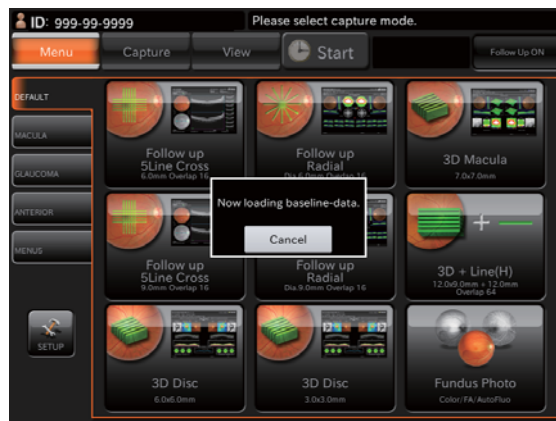 ID: 999-99-9999
Please select capture mode.
Menu
Capture
View
Start
Follow Up ON
DEFAULT
MACULA
GLAUCOMA
ANTERIOR
MENUS
SETUP
Follow up
5Line Cross
6.0mm Overlap 16
Follow up
Radial
Dia.6.0mm Overlap 16
3D Macula
7.0x7.0mm
Now loading baseline-data.
Cancel
Follow up
5Line Cross
9.0mm Overlap 16
Follow up
Radial
Dia.9.0mm Overlap 16
+
3D + Line(H)
12.0x9.0mm + 12.0mm
Overlap 64
3D Disc
6.0x6.0mm
3D Disc
3.0x3.0mm
Fundus Photo
Color/FA/AutoFluo